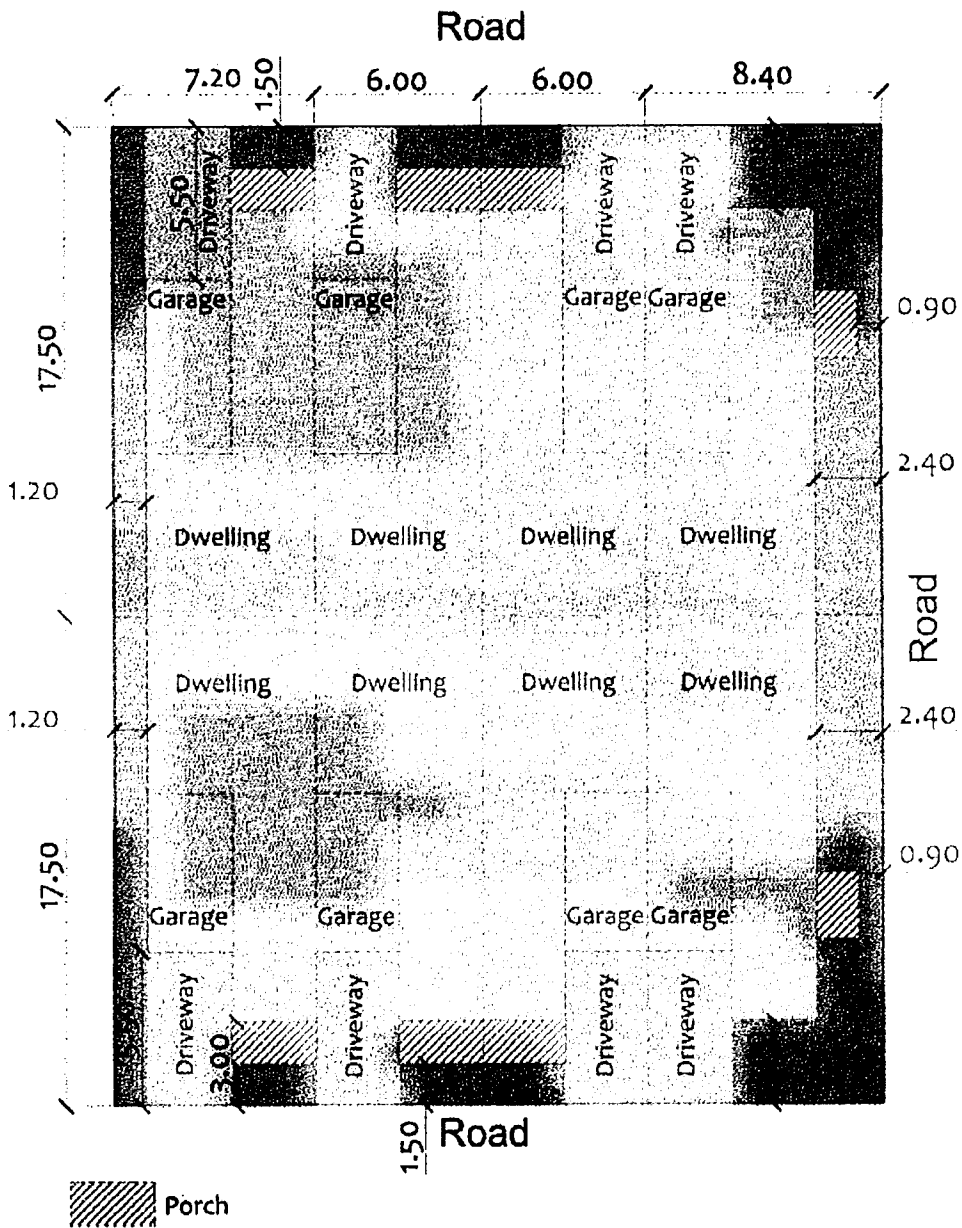 Road
7.20 1.50 6.00 6.00 8.40
Driveway Driveway Driveway Driveway
5.50
Garage Garage Garage Garage
0.90
17.50
2.40
1.20
Dwelling Dwelling Dwelling Dwelling
Road
Dwelling Dwelling Dwelling Dwelling
1.20
2.40
0.90
17.50
Garage Garage Garage Garage
Driveway Driveway Driveway Driveway
3.00
1.50
Road
Porch